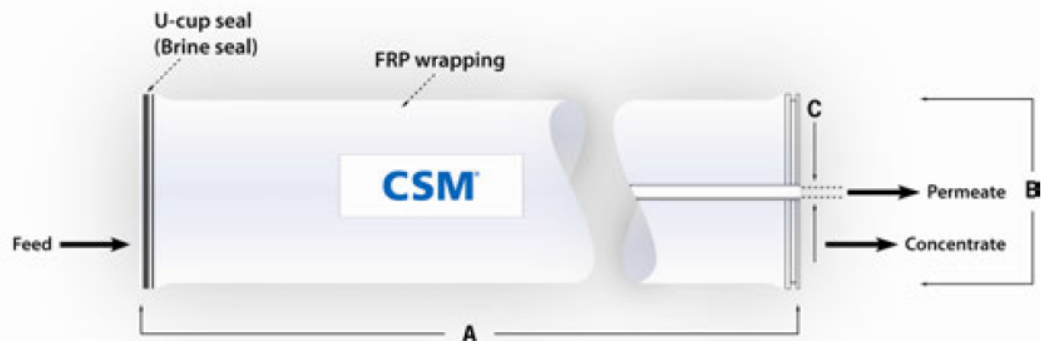 U-cup seal
(Brine seal)
FRP wrapping
C
CSM®
Permeate
B
Feed
Concentrate
A